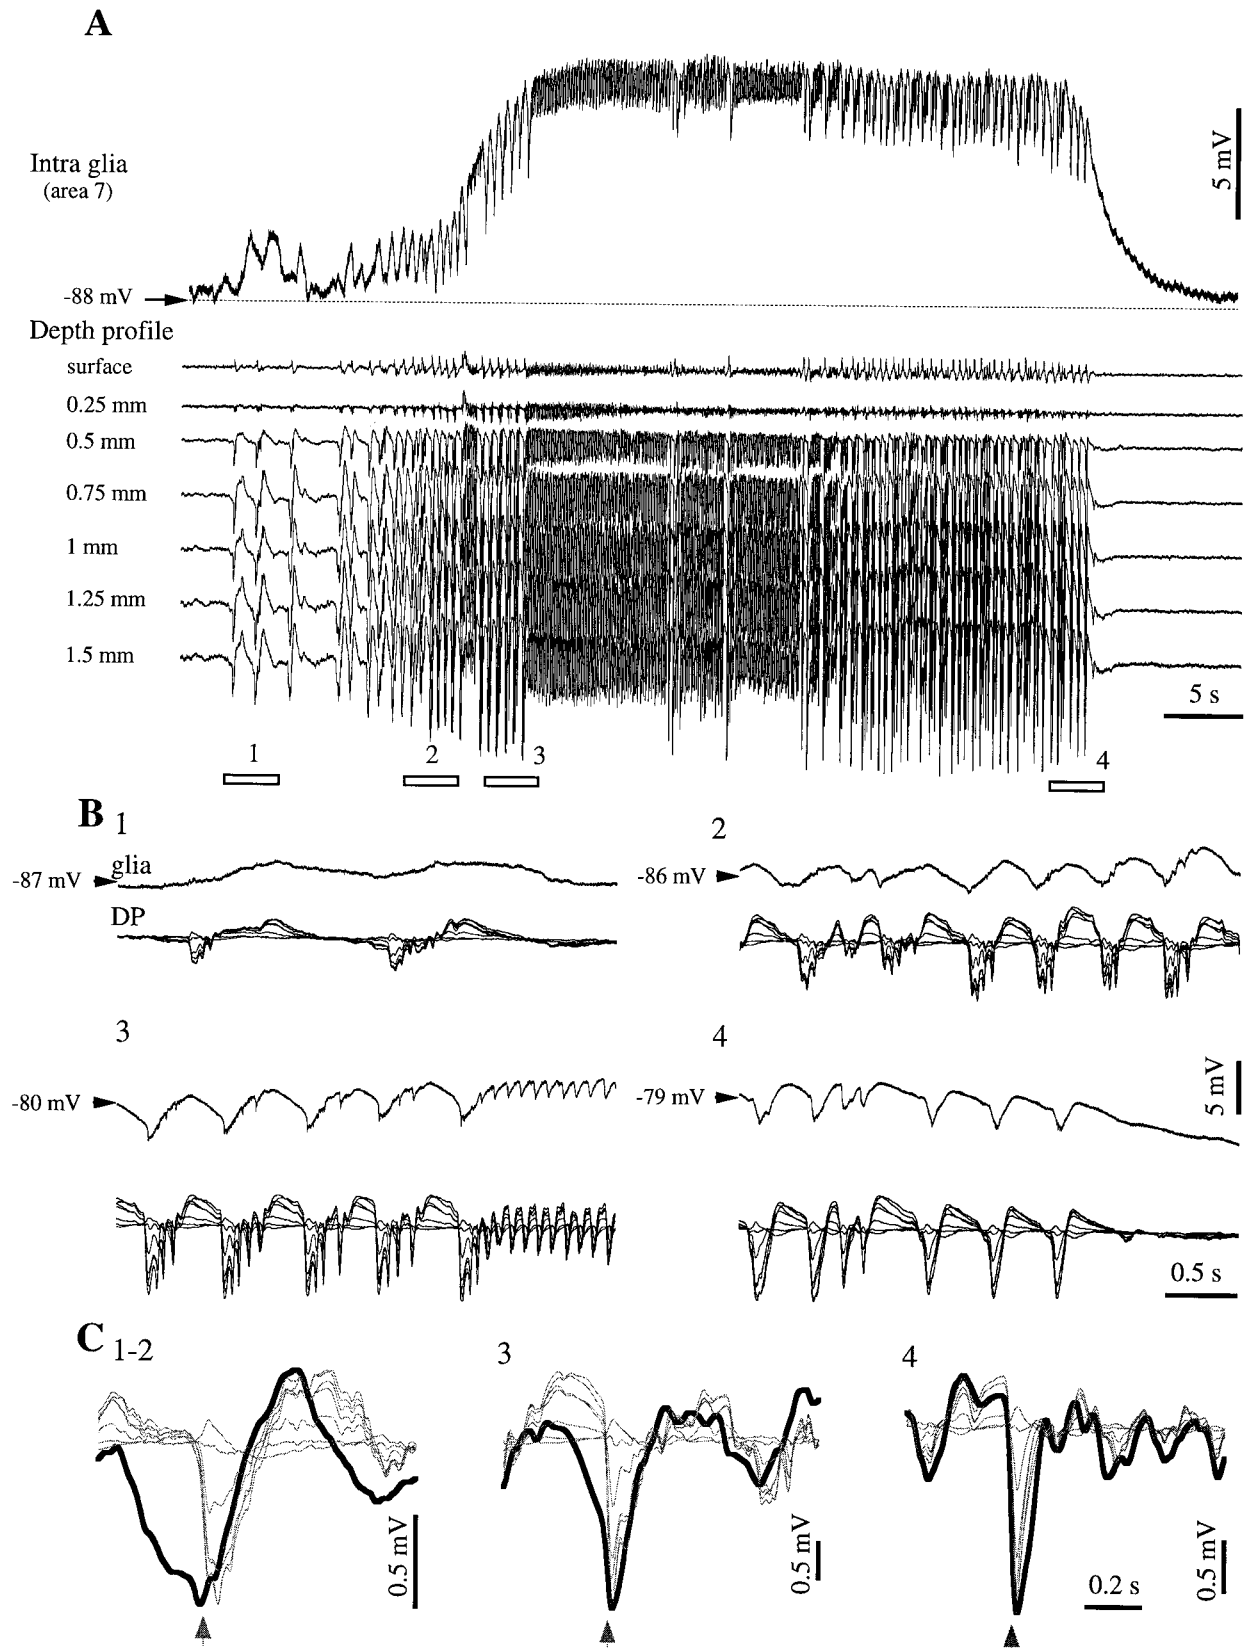 A
Intra glia
(area 7)
5 mV
-88 mV
Depth profile
surface
0.25 mm
0.5 mm
0.75 mm
1 mm
1.25 mm
1.5 mm
5 s
1
2
3
4
B
1
2
glia
-87 mV
-86 mV
DP
3
4
5 mV
-80 mV
-79 mV
0.5 s
C
1-2
3
4
0.5 mV
0.5 mV
0.5 mV
0.2 s